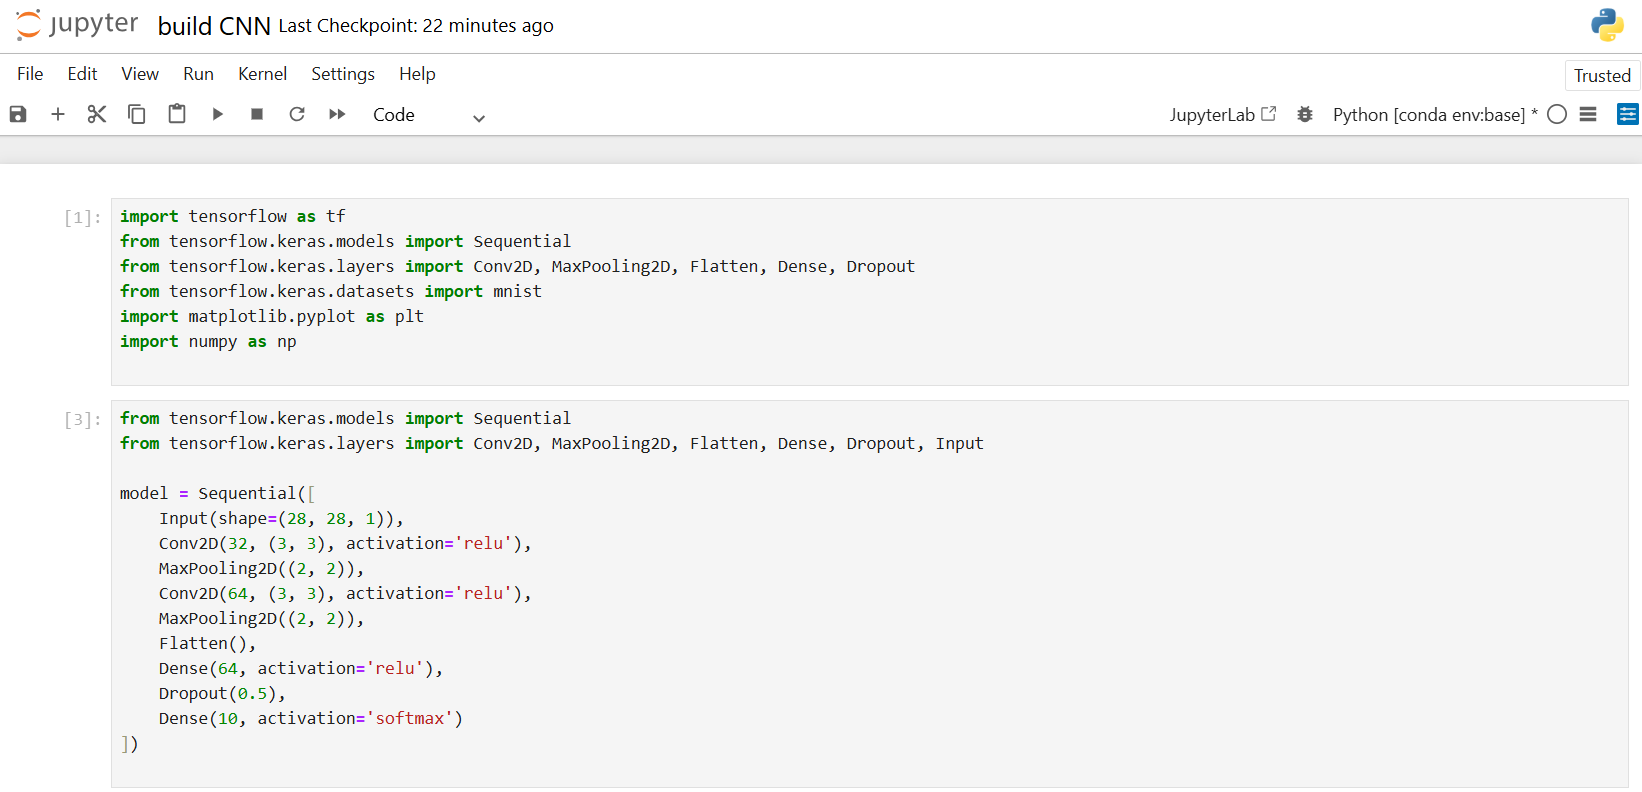 jupyter build CNN Last Checkpoint: 22 minutes ago
File Edit View Run Kernel Settings Help
Trusted
Code
JupyterLab Python [conda env:base] *
[1]:
import tensorflow as tf
from tensorflow.keras.models import Sequential
from tensorflow.keras.layers import Conv2D, MaxPooling2D, Flatten, Dense, Dropout
from tensorflow.keras.datasets import mnist
import matplotlib.pyplot as plt
import numpy as np
[3]:
from tensorflow.keras.models import Sequential
from tensorflow.keras.layers import Conv2D, MaxPooling2D, Flatten, Dense, Dropout, Input

model = Sequential([
    Input(shape=(28, 28, 1)),
    Conv2D(32, (3, 3), activation='relu'),
    MaxPooling2D((2, 2)),
    Conv2D(64, (3, 3), activation='relu'),
    MaxPooling2D((2, 2)),
    Flatten(),
    Dense(64, activation='relu'),
    Dropout(0.5),
    Dense(10, activation='softmax')
])